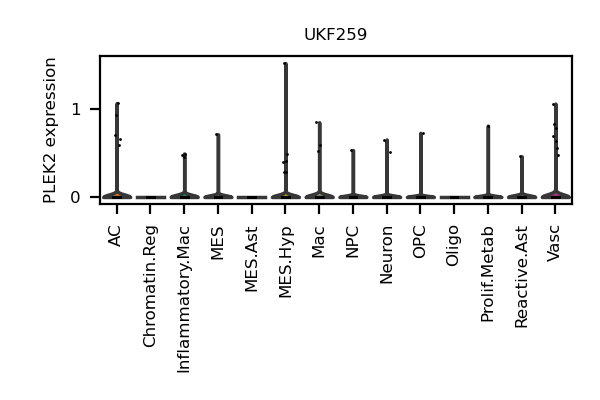 UKF259
PLEK2 expression
1
0
AC
Chromatin.Reg
Inflammatory.Mac
MES
MES.Ast
MES.Hyp
Mac
NPC
Neuron
OPC
Oligo
Prolif.Metab
Reactive.Ast
Vasc